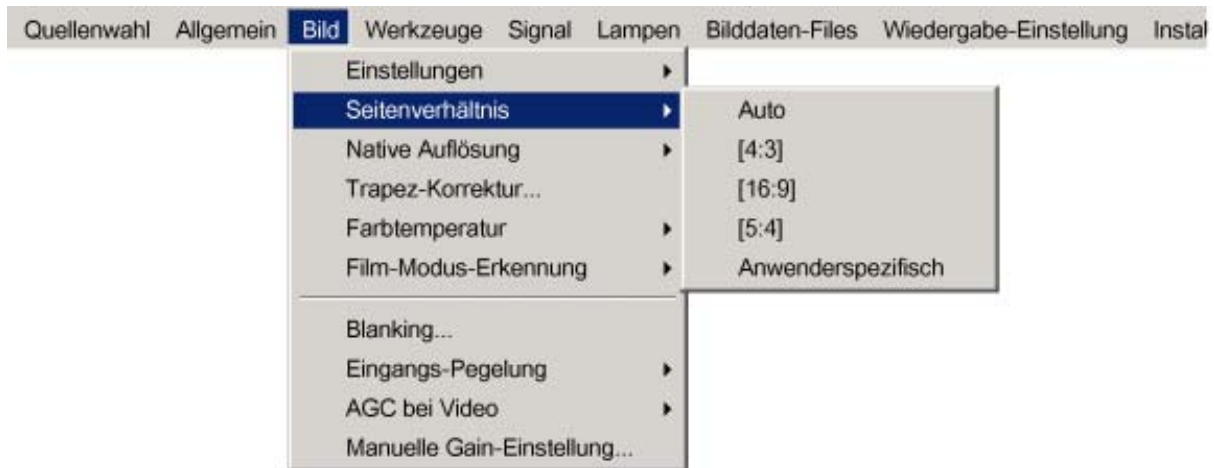 Quellenwahl Allgemein Bild Werkzeuge Signal Lampen Bilddaten-Files Wiedergabe-Einstellung Instal
Einstellungen
Seitenverhältnis
Native Auflösung
Trapez-Korrektur...
Farbtemperatur
Film-Modus-Erkennung
Blanking...
Eingangs-Pegelung
AGC bei Video
Manuelle Gain-Einstellung...
Auto
[4:3]
[16:9]
[5:4]
Anwenderspezifisch